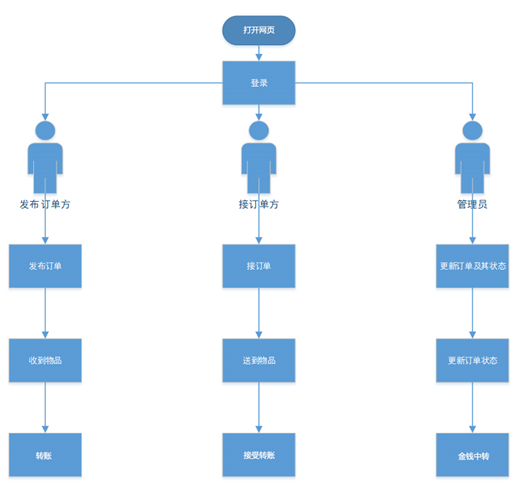 打开网页
登录
发布订单方
接订单方
管理员
发布订单
接订单
更新订单及其状态
收到物品
送到物品
更新订单状态
转账
接受转账
金钱中转